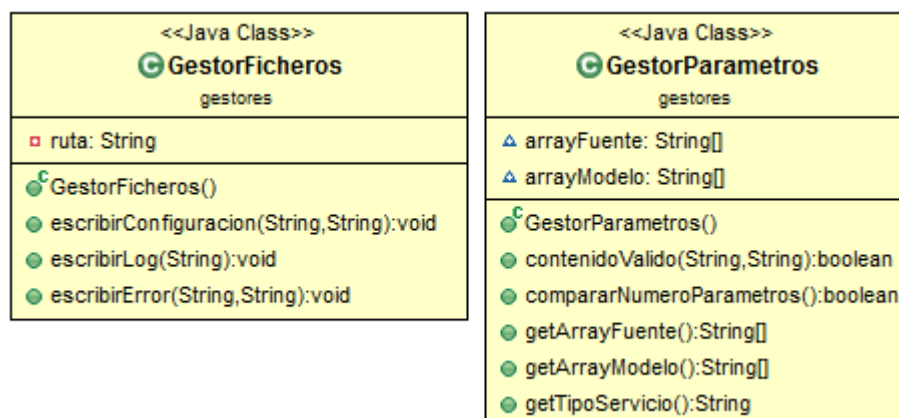 <<Java Class>>
GestorFicheros
gestores
ruta: String
GestorFicheros()
escribirConfiguracion(String,String):void
escribirLog(String):void
escribirError(String,String):void
<<Java Class>>
GestorParametros
gestores
arrayFuente: String[]
arrayModelo: String[]
GestorParametros()
contenidoValido(String,String):boolean
compararNumeroParametros():boolean
getArrayFuente():String[]
getArrayModelo():String[]
getTipoServicio():String